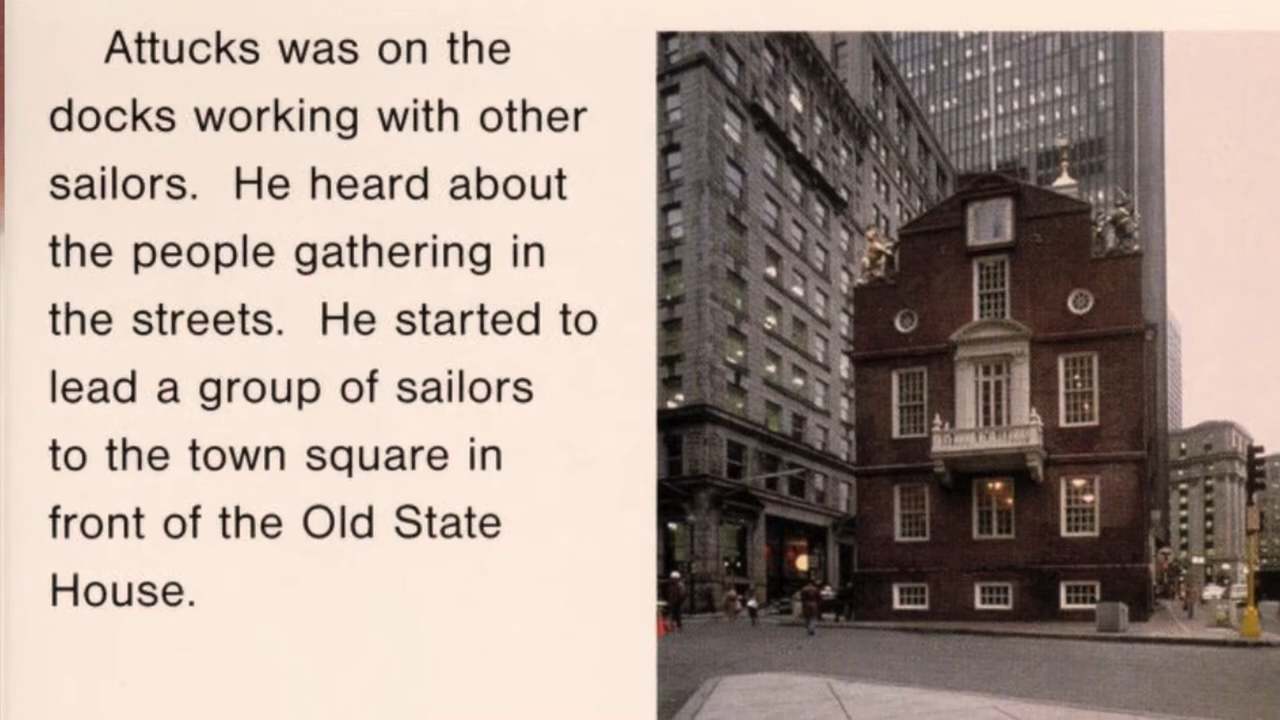 Attucks was on the
docks working with other
sailors. He heard about
the people gathering in
the streets. He started to
lead a group of sailors
to the town square in
front of the Old State
House.